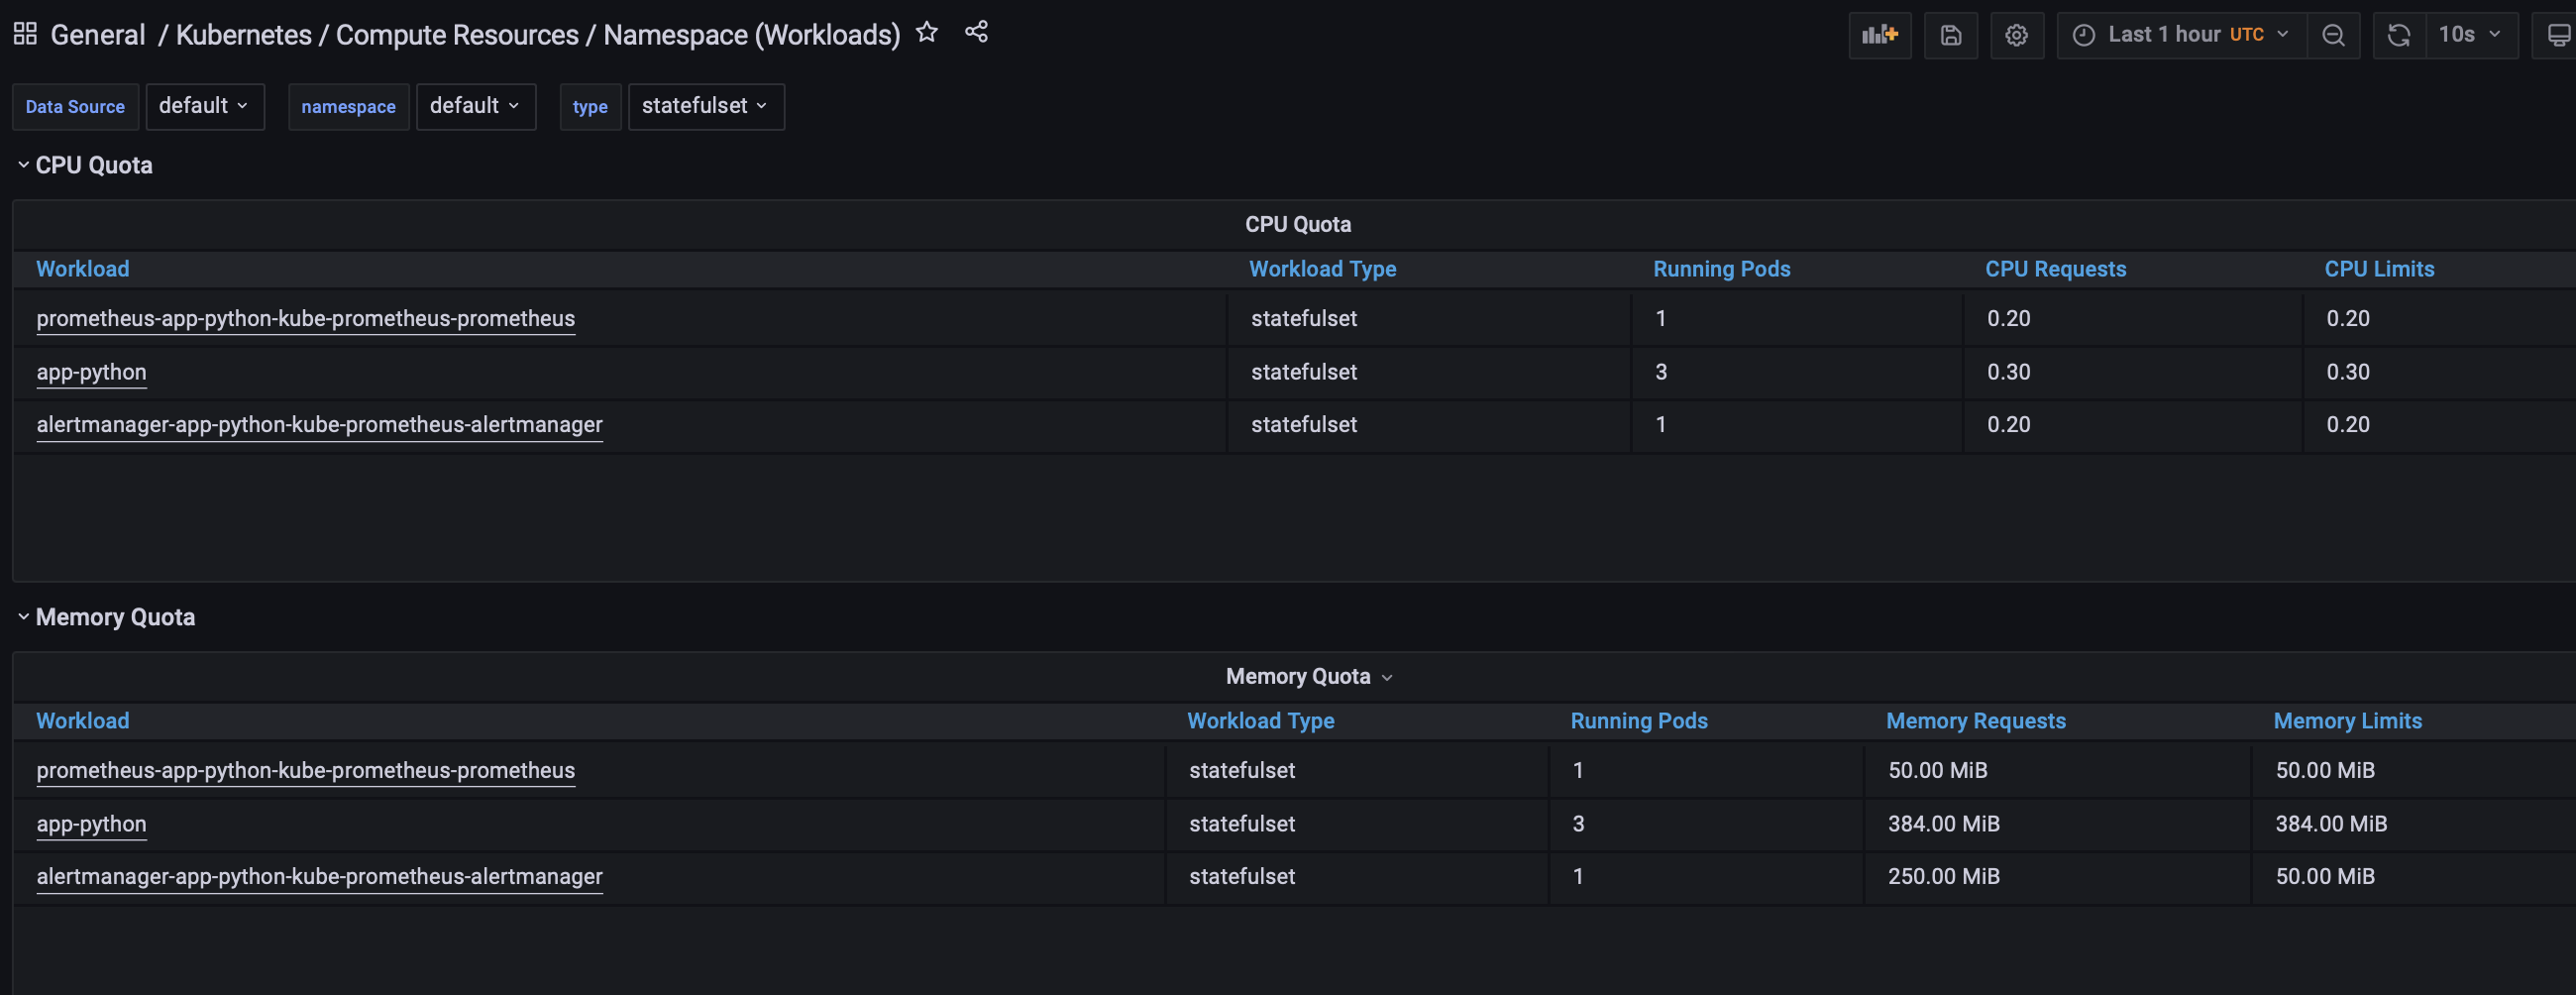 General / Kubernetes / Compute Resources / Namespace (Workloads) Last 1 hour UTC 10s
Data Source default namespace default type statefulset
CPU Quota
CPU Quota
Workload Workload Type Running Pods CPU Requests CPU Limits
prometheus-app-python-kube-prometheus-prometheus statefulset 1 0.20 0.20
app-python statefulset 3 0.30 0.30
alertmanager-app-python-kube-prometheus-alertmanager statefulset 1 0.20 0.20
Memory Quota
Memory Quota
Workload Workload Type Running Pods Memory Requests Memory Limits
prometheus-app-python-kube-prometheus-prometheus statefulset 1 50.00 MiB 50.00 MiB
app-python statefulset 3 384.00 MiB 384.00 MiB
alertmanager-app-python-kube-prometheus-alertmanager statefulset 1 250.00 MiB 50.00 MiB